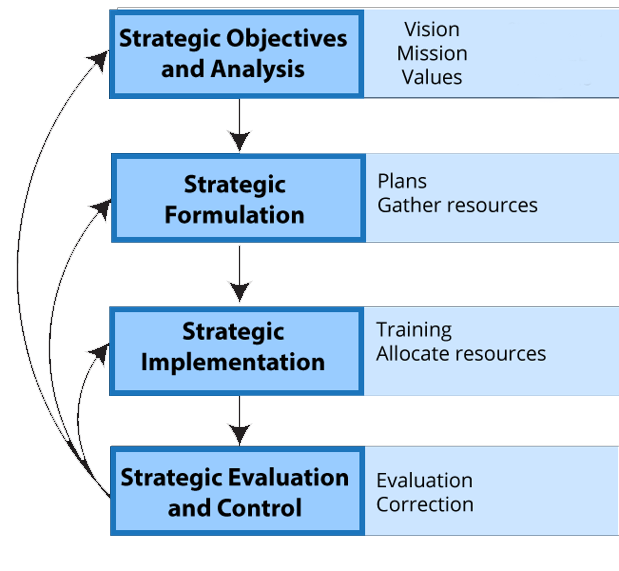 Strategic Objectives
and Analysis
Vision
Mission
Values
Strategic
Formulation
Plans
Gather resources
Strategic
Implementation
Training
Allocate resources
Strategic Evaluation
and Control
Evaluation
Correction